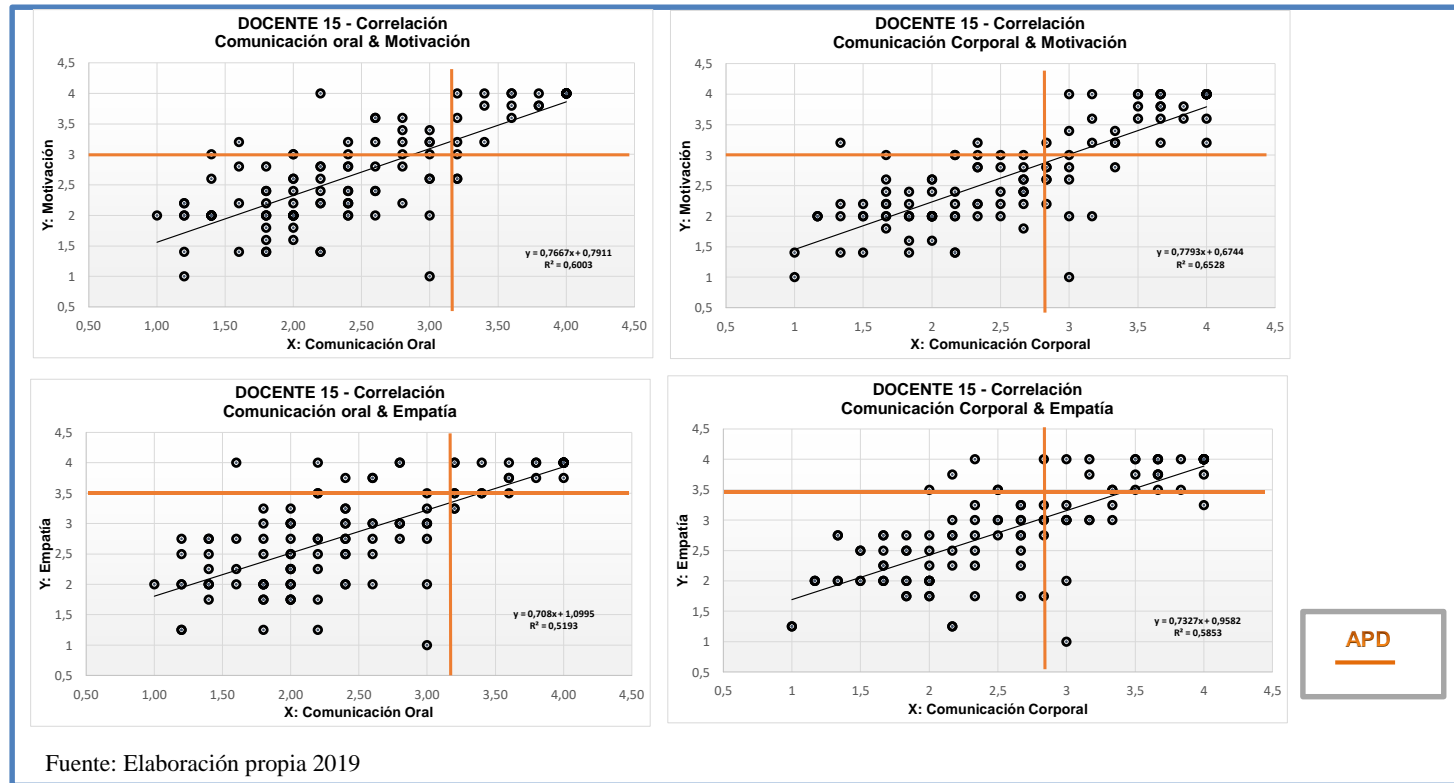 DOCENTE 15 - Correlación
Comunicación oral & Motivación
4,5
4
3,5
3
2,5
2
1,5
1
0,5
Y: Motivación
y = 0,7667x + 0,7911
R² = 0,6003
0,50 1,00 1,50 2,00 2,50 3,00 3,50 4,00 4,50
X: Comunicación Oral
DOCENTE 15 - Correlación
Comunicación Corporal & Motivación
4,5
4
3,5
3
2,5
2
1,5
1
0,5
Y: Motivación
y = 0,7793x + 0,6744
R² = 0,6528
0,5 1 1,5 2 2,5 3 3,5 4 4,5
X: Comunicación Corporal
DOCENTE 15 - Correlación
Comunicación oral & Empatía
4,5
4
3,5
3
2,5
2
1,5
1
0,5
Y: Empatía
y = 0,708x + 1,0995
R² = 0,5193
0,50 1,00 1,50 2,00 2,50 3,00 3,50 4,00 4,50
X: Comunicación Oral
DOCENTE 15 - Correlación
Comunicación Corporal & Empatía
4,5
4
3,5
3
2,5
2
1,5
1
0,5
Y: Empatía
y = 0,7327x + 0,9582
R² = 0,5853
0,5 1 1,5 2 2,5 3 3,5 4 4,5
X: Comunicación Corporal
APD
Fuente: Elaboración propia 2019